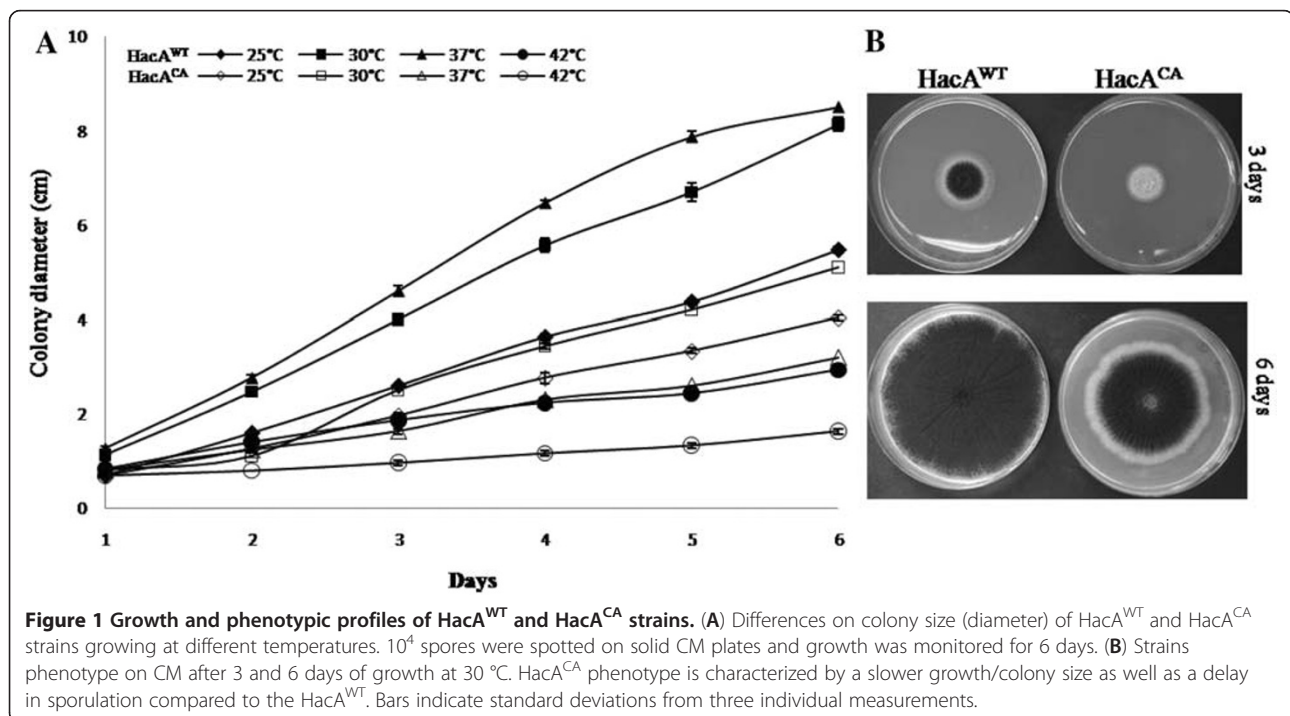 A
HacA^WT 25°C 30°C 37°C 42°C
HacA^CA 25°C 30°C 37°C 42°C
10
8
6
4
2
0
Colony diameter (cm)
1 2 3 4 5 6
Days
B
HacA^WT HacA^CA
3 days
6 days
Figure 1 Growth and phenotypic profiles of HacA^WT and HacA^CA strains. (A) Differences on colony size (diameter) of HacA^WT and HacA^CA
strains growing at different temperatures. 10^4 spores were spotted on solid CM plates and growth was monitored for 6 days. (B) Strains
phenotype on CM after 3 and 6 days of growth at 30 °C. HacA^CA phenotype is characterized by a slower growth/colony size as well as a delay
in sporulation compared to the HacA^WT. Bars indicate standard deviations from three individual measurements.